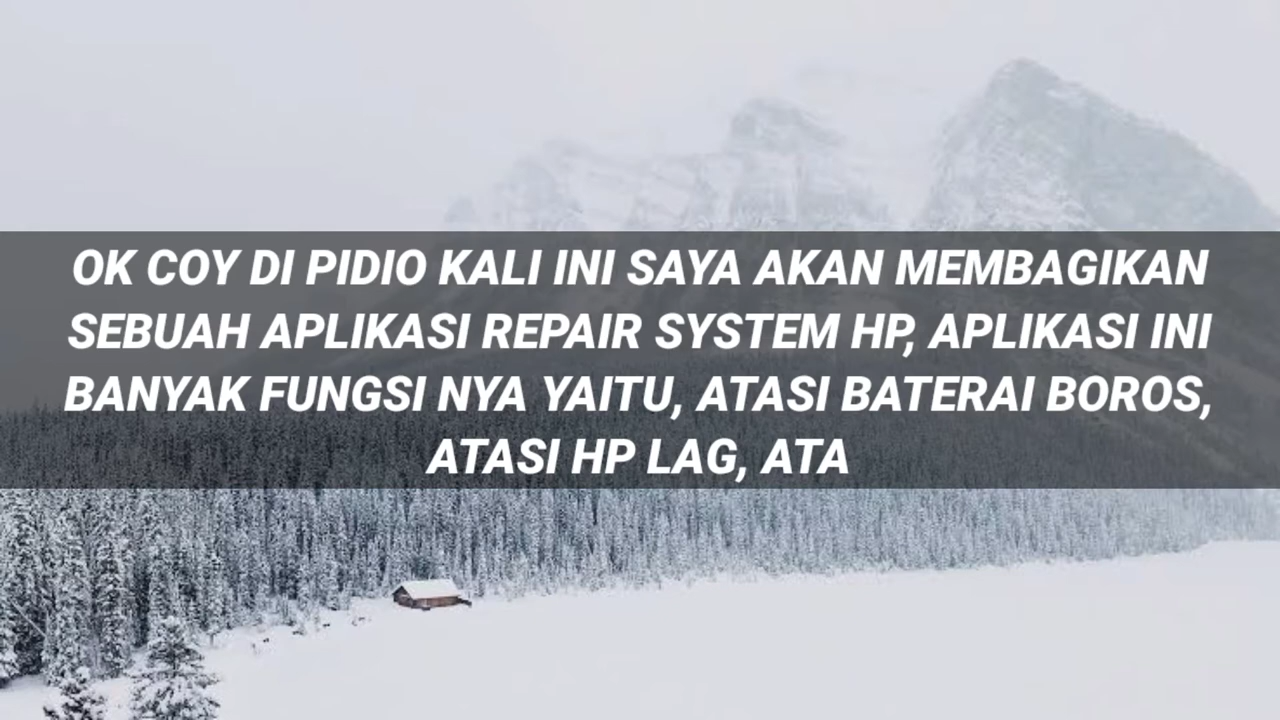 OK COY DI PIDIO KALI INI SAYA AKAN MEMBAGIKAN
SEBUAH APLIKASI REPAIR SYSTEM HP, APLIKASI INI
BANYAK FUNGSI NYA YAITU, ATASI BATERAI BOROS,
ATASI HP LAG, ATA